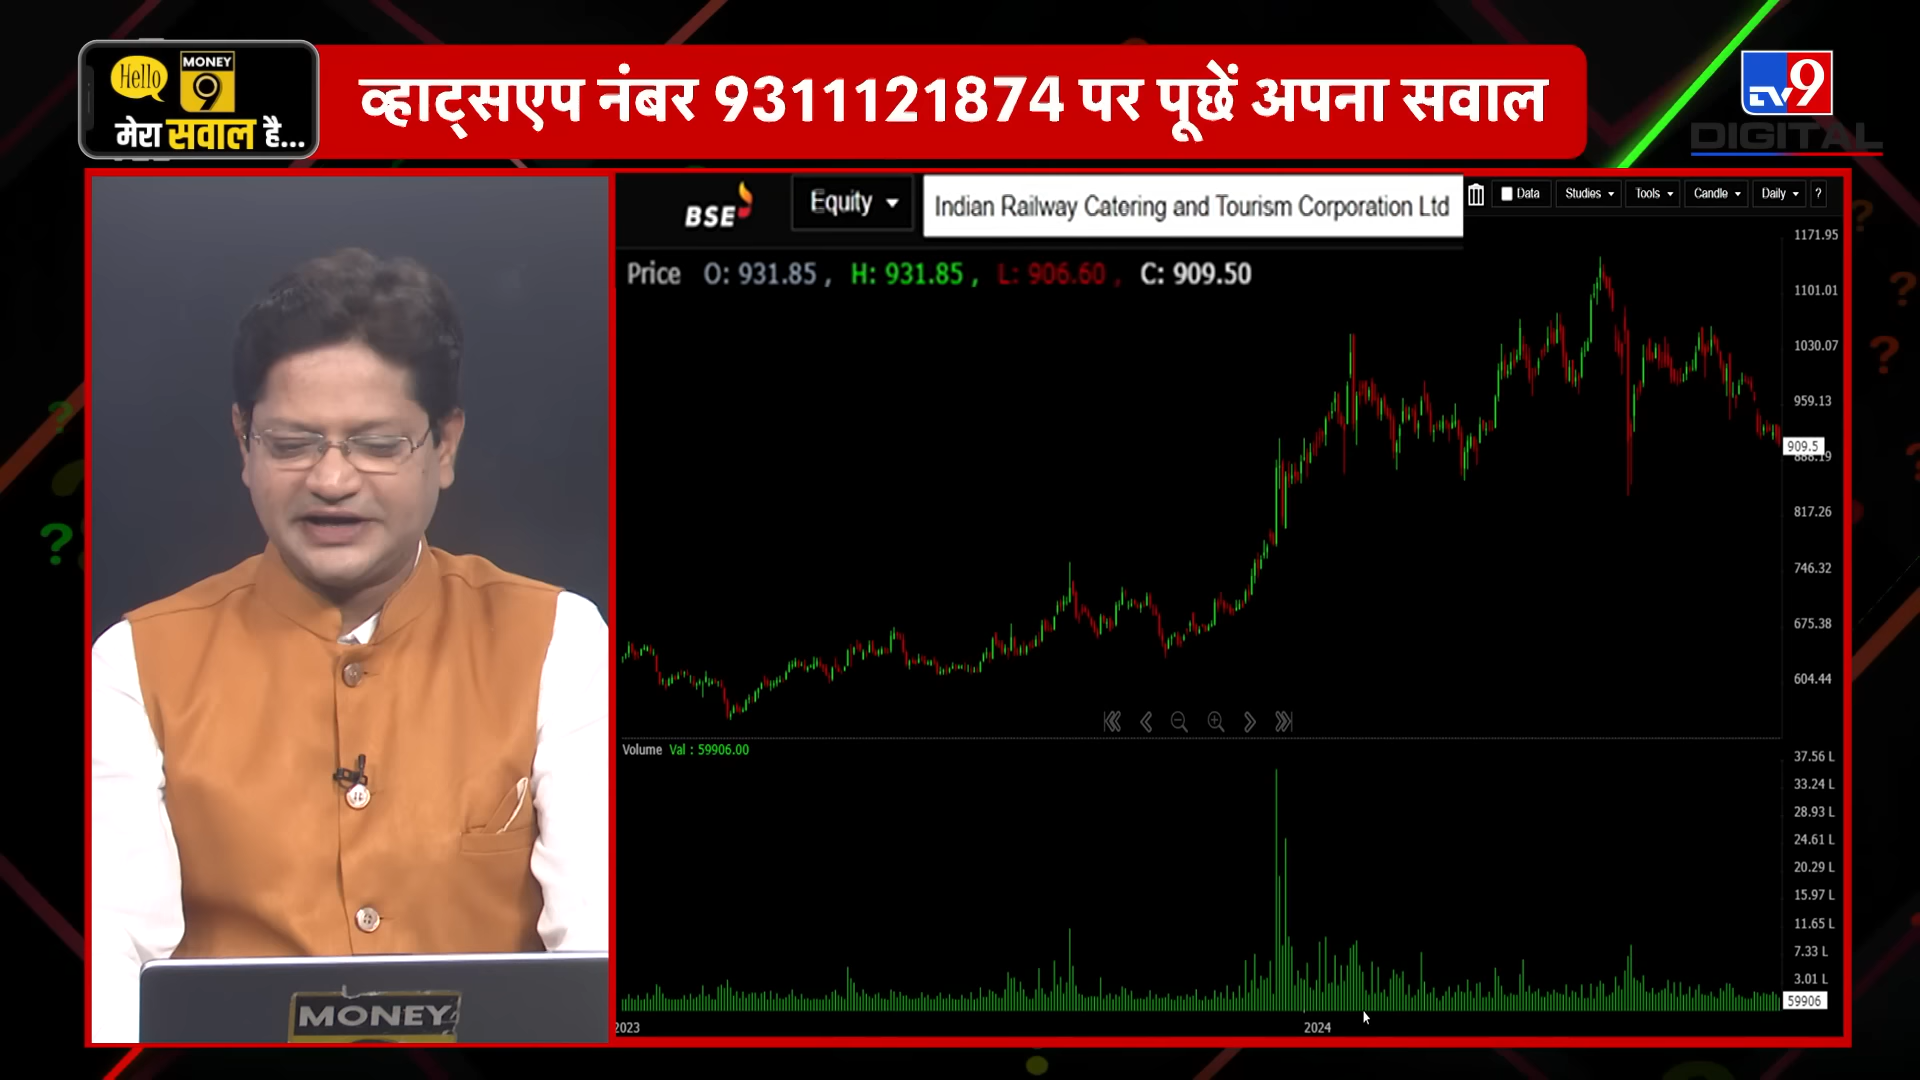 Hello
MONEY
9
मेरा सवाल है...
व्हाट्सएप नंबर 9311121874 पर पूछें अपना सवाल
TV9
DIGITAL
BSE
Equity
Indian Railway Catering and Tourism Corporation Ltd
Data
Studies
Tools
Candle
Daily
?
Price O: 931.85 , H: 931.85 , L: 906.60 , C: 909.50
1171.95
1101.01
1030.07
959.13
909.5
888.19
817.26
746.32
675.38
604.44
Volume Val : 59906.00
37.56 L
33.24 L
28.93 L
24.61 L
20.29 L
15.97 L
11.65 L
7.33 L
3.01 L
59906
2023
2024
MONEY